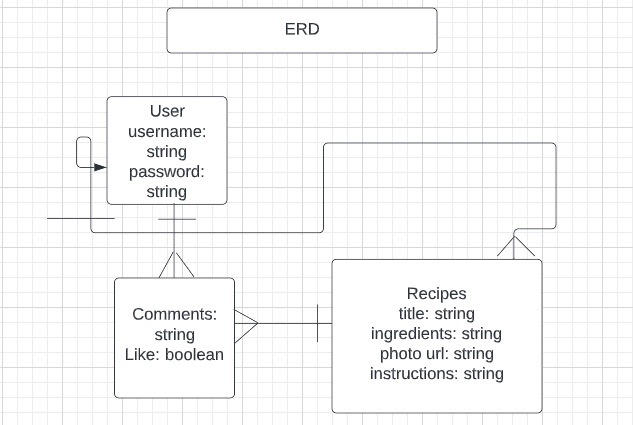 ERD
User
username:
string
password:
string
Comments:
string
Like: boolean
Recipes
title: string
ingredients: string
photo url: string
instructions: string